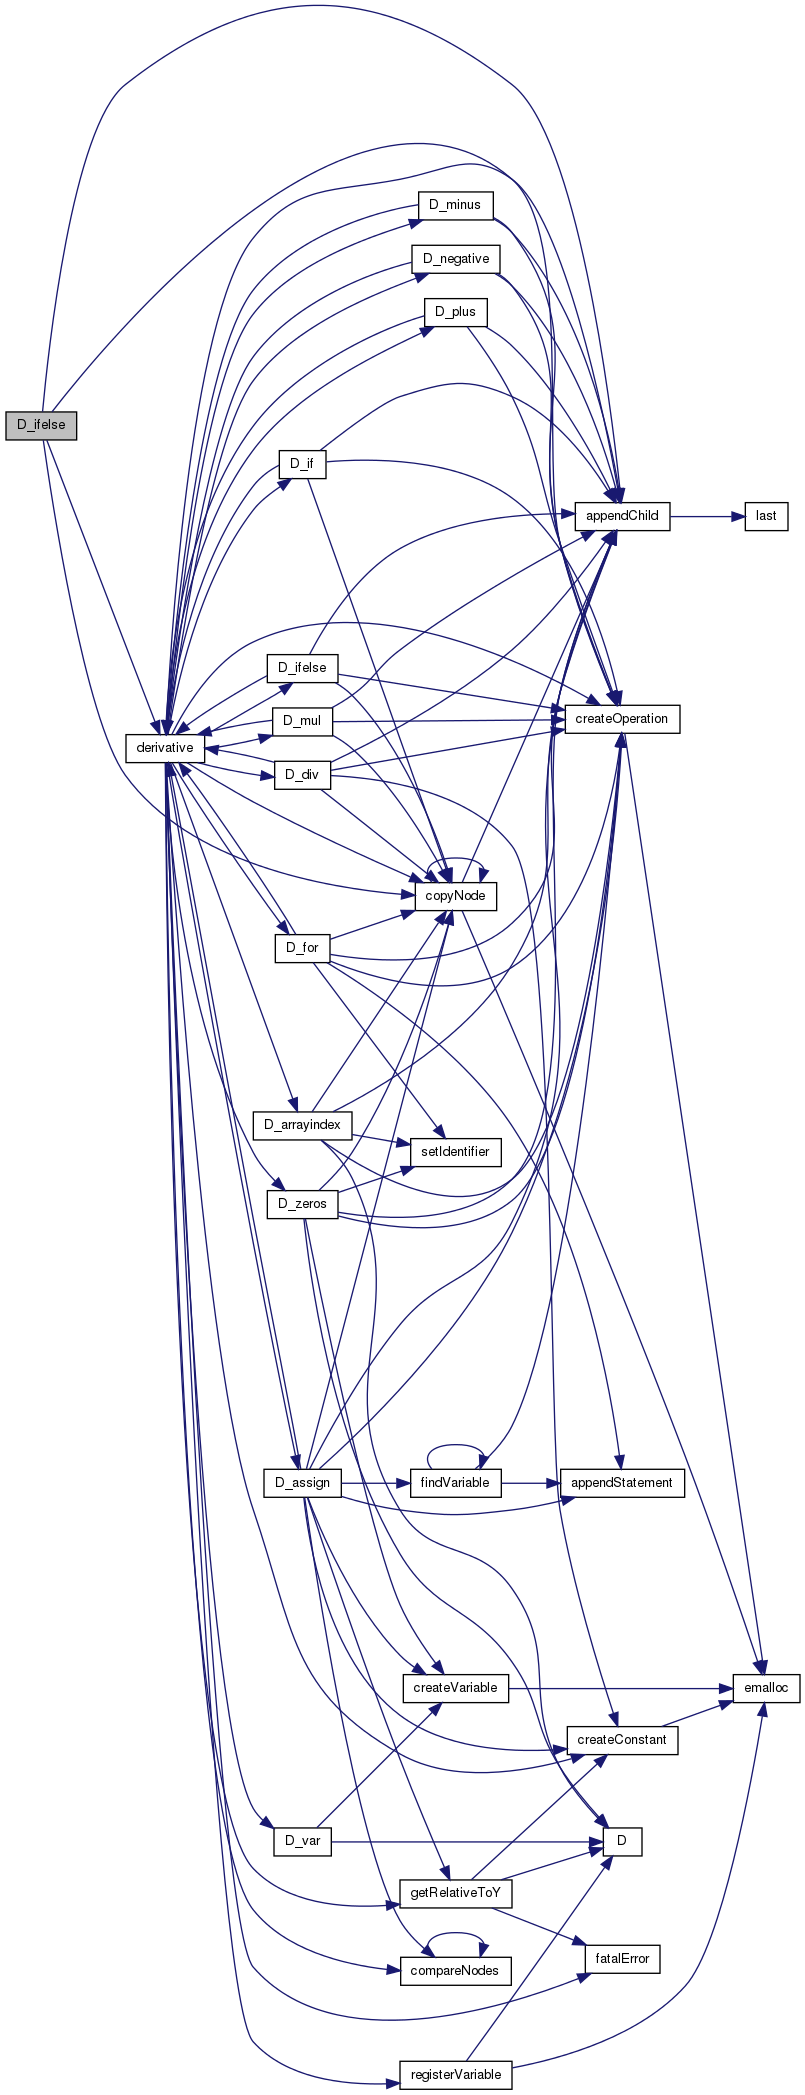 D_minus
D_negative
D_plus
D_ifelse
D_if
appendChild
last
D_ifelse
D_mul
createOperation
derivative
D_div
copyNode
D_for
D_arrayindex
setIdentifier
D_zeros
D_assign
findVariable
appendStatement
createVariable
emalloc
createConstant
D_var
D
getRelativeToY
fatalError
compareNodes
registerVariable